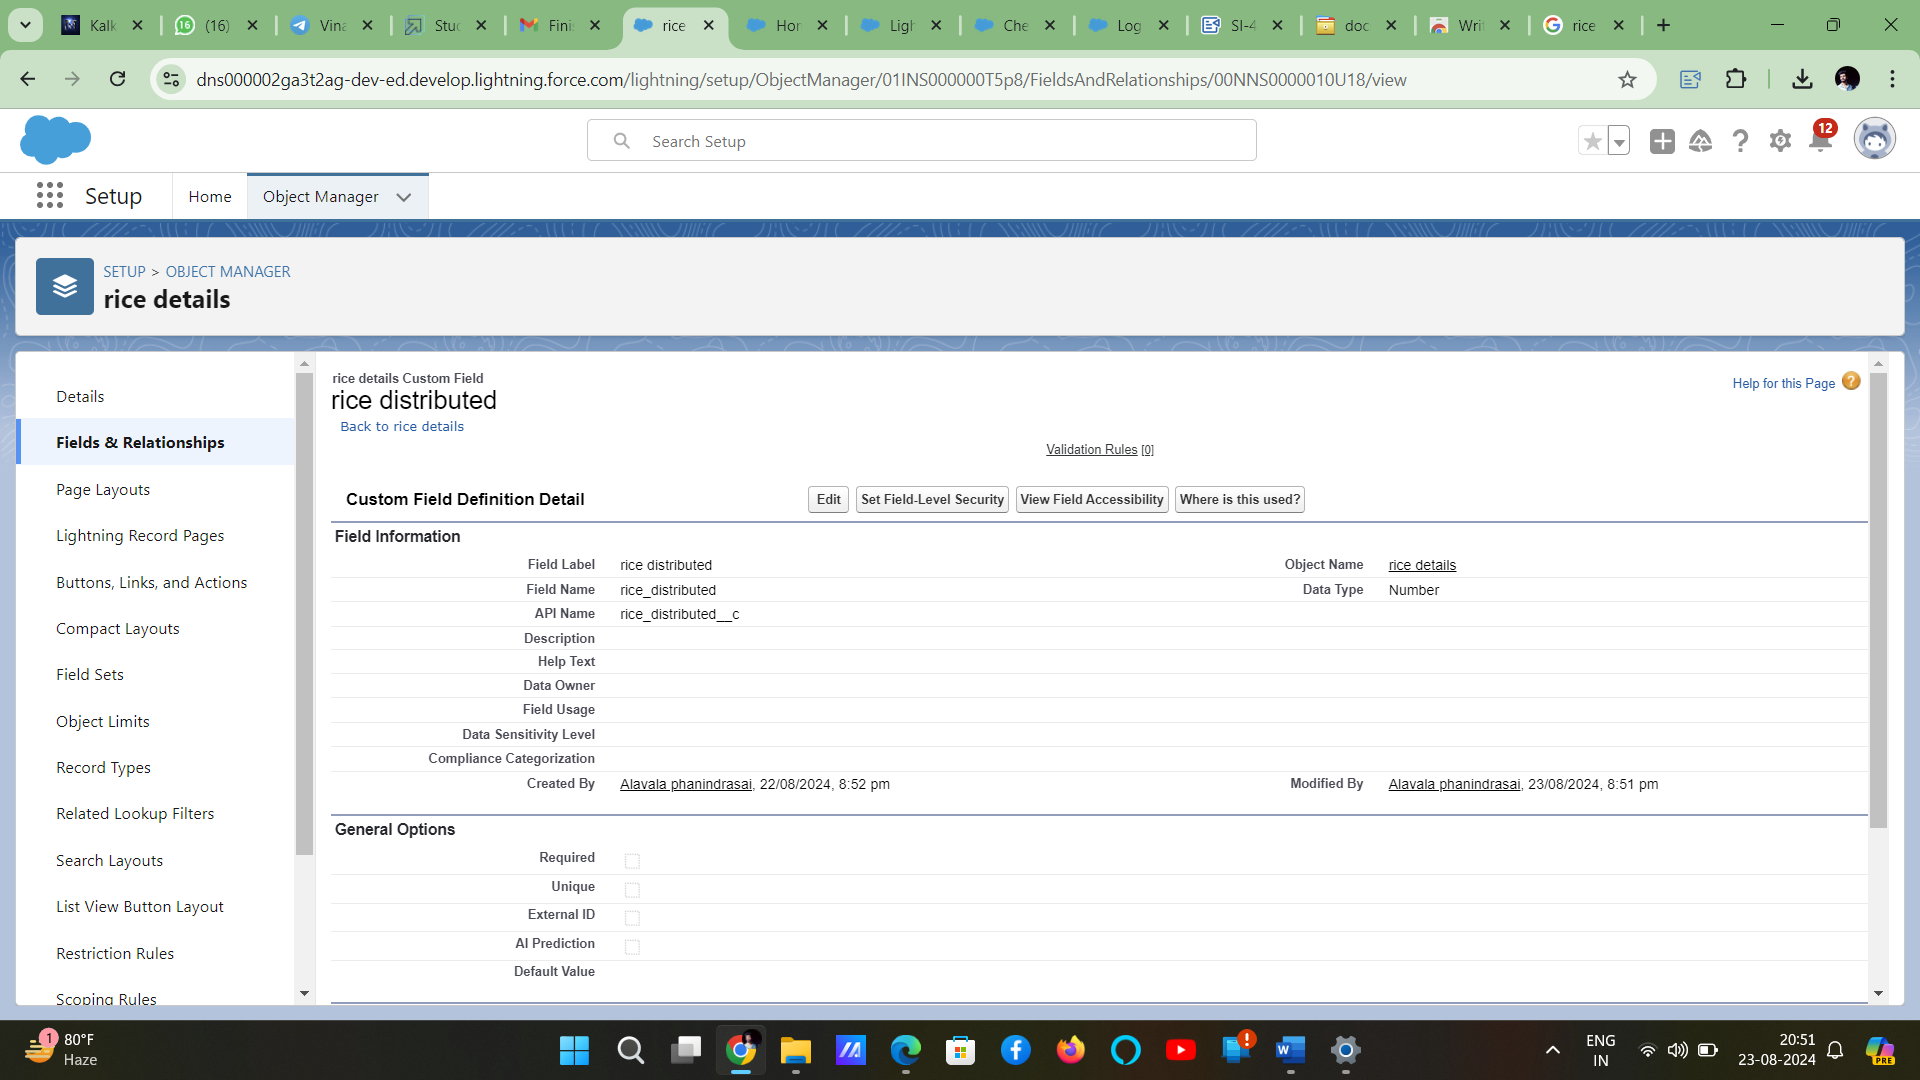 Kalk
(16)
Vina
Stud
Finis
rice
Hom
Ligh
Che
Log
SI-4
doc
Writ
rice
dns000002ga3t2ag-dev-ed.develop.lightning.force.com/lightning/setup/ObjectManager/01INS000000T5p8/FieldsAndRelationships/00NNS0000010U18/view
Search Setup
12
Setup
Home
Object Manager
SETUP > OBJECT MANAGER
rice details
Details
Fields & Relationships
Page Layouts
Lightning Record Pages
Buttons, Links, and Actions
Compact Layouts
Field Sets
Object Limits
Record Types
Related Lookup Filters
Search Layouts
List View Button Layout
Restriction Rules
Scoping Rules
rice details Custom Field
rice distributed
Back to rice details
Help for this Page
Validation Rules [0]
Custom Field Definition Detail
Edit Set Field-Level Security View Field Accessibility Where is this used?
Field Information
Field Label rice distributed Object Name rice details
Field Name rice_distributed Data Type Number
API Name rice_distributed__c
Description
Help Text
Data Owner
Field Usage
Data Sensitivity Level
Compliance Categorization
Created By Alavala phanindrasai, 22/08/2024, 8:52 pm Modified By Alavala phanindrasai, 23/08/2024, 8:51 pm
General Options
Required
Unique
External ID
AI Prediction
Default Value
1
80°F
Haze
ENG
IN
20:51
23-08-2024
PRE